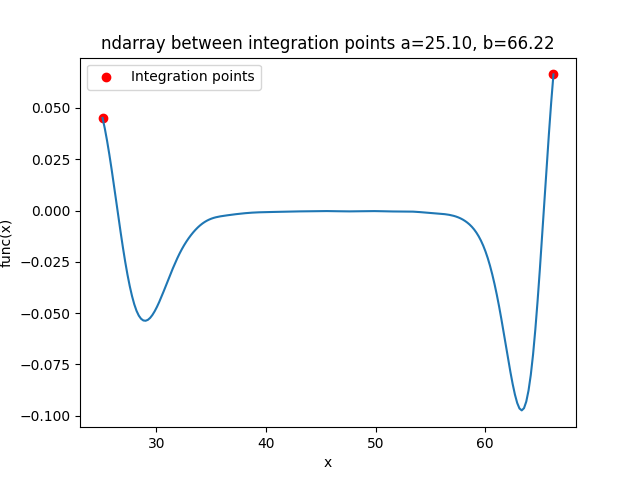 ndarray between integration points a=25.10, b=66.22
Integration points
0.050
0.025
0.000
−0.025
−0.050
−0.075
−0.100
func(x)
30 40 50 60
x